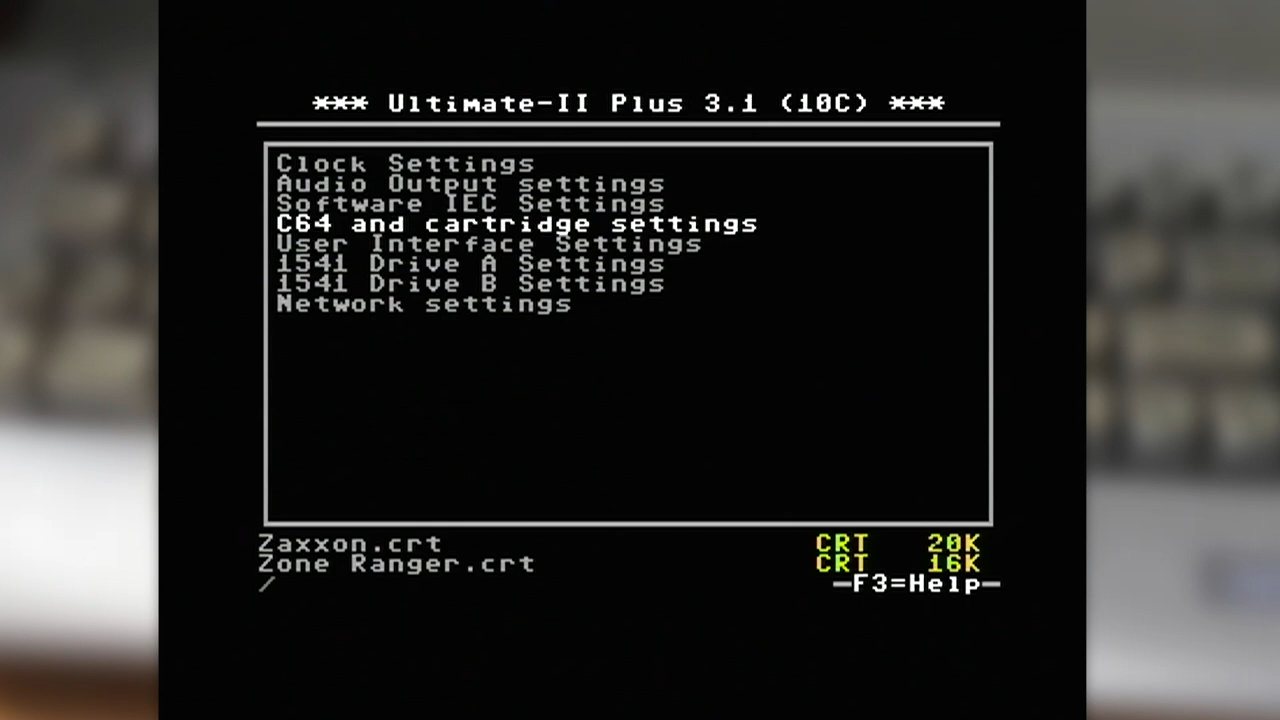 *** Ultimate-II Plus 3.1 (10C) ***
Clock Settings
Audio Output settings
Software IEC Settings
C64 and cartridge settings
User Interface Settings
1541 Drive A Settings
1541 Drive B Settings
Network settings
Zaxxon.crt CRT 20K
Zone Ranger.crt CRT 16K
/ —F3=Help—